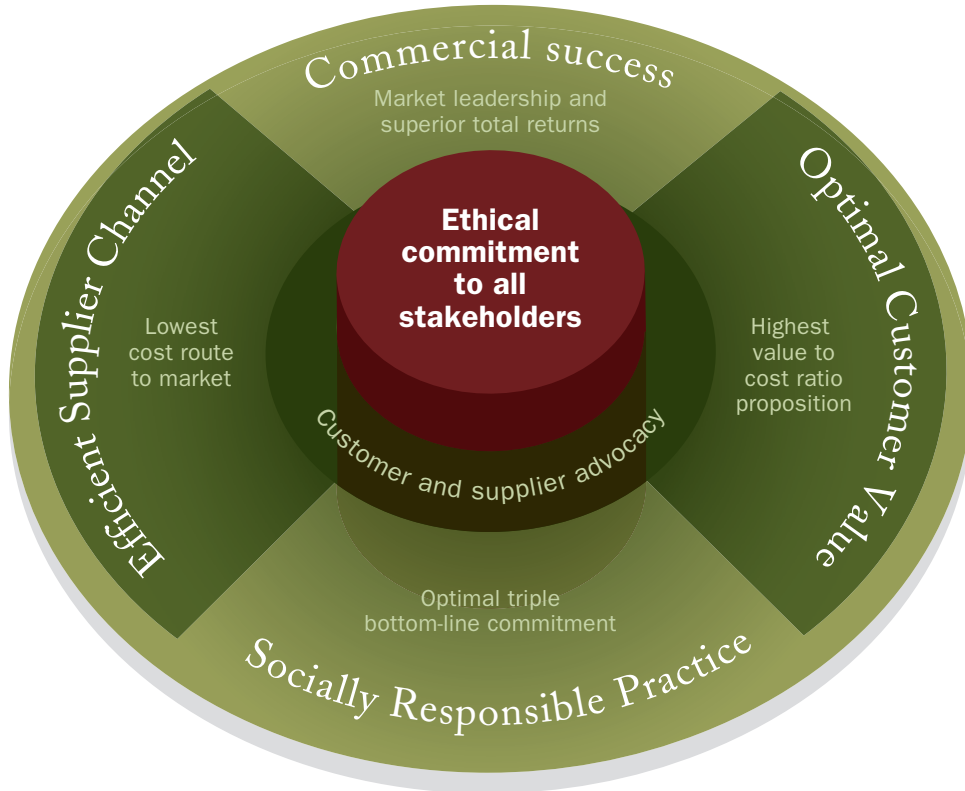 Commercial success
Market leadership and
superior total returns
Ethical
commitment
to all
stakeholders
Efficient Supplier Channel
Lowest
cost route
to market
Optimal Customer Value
Highest
value to
cost ratio
proposition
Customer and supplier advocacy
Optimal triple
bottom-line commitment
Socially Responsible Practice